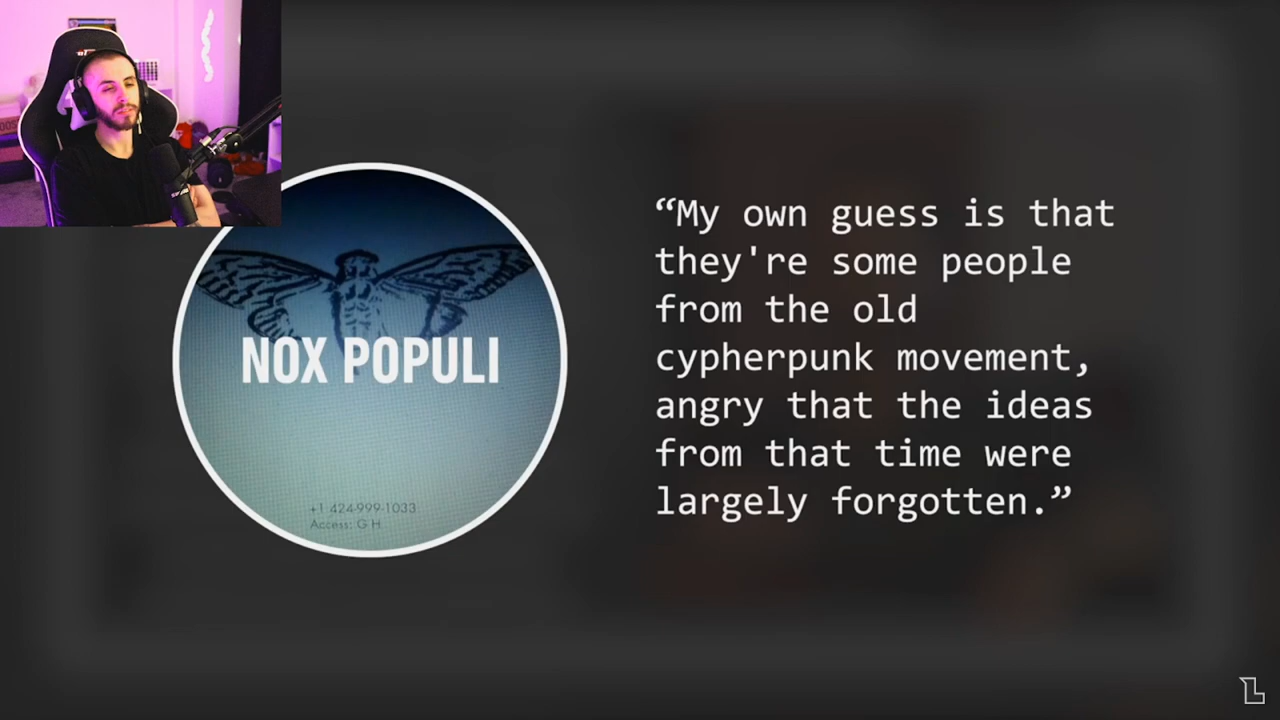 NOX POPULI
+1 424-999-1033
Access: G H
“My own guess is that
they're some people
from the old
cypherpunk movement,
angry that the ideas
from that time were
largely forgotten.”